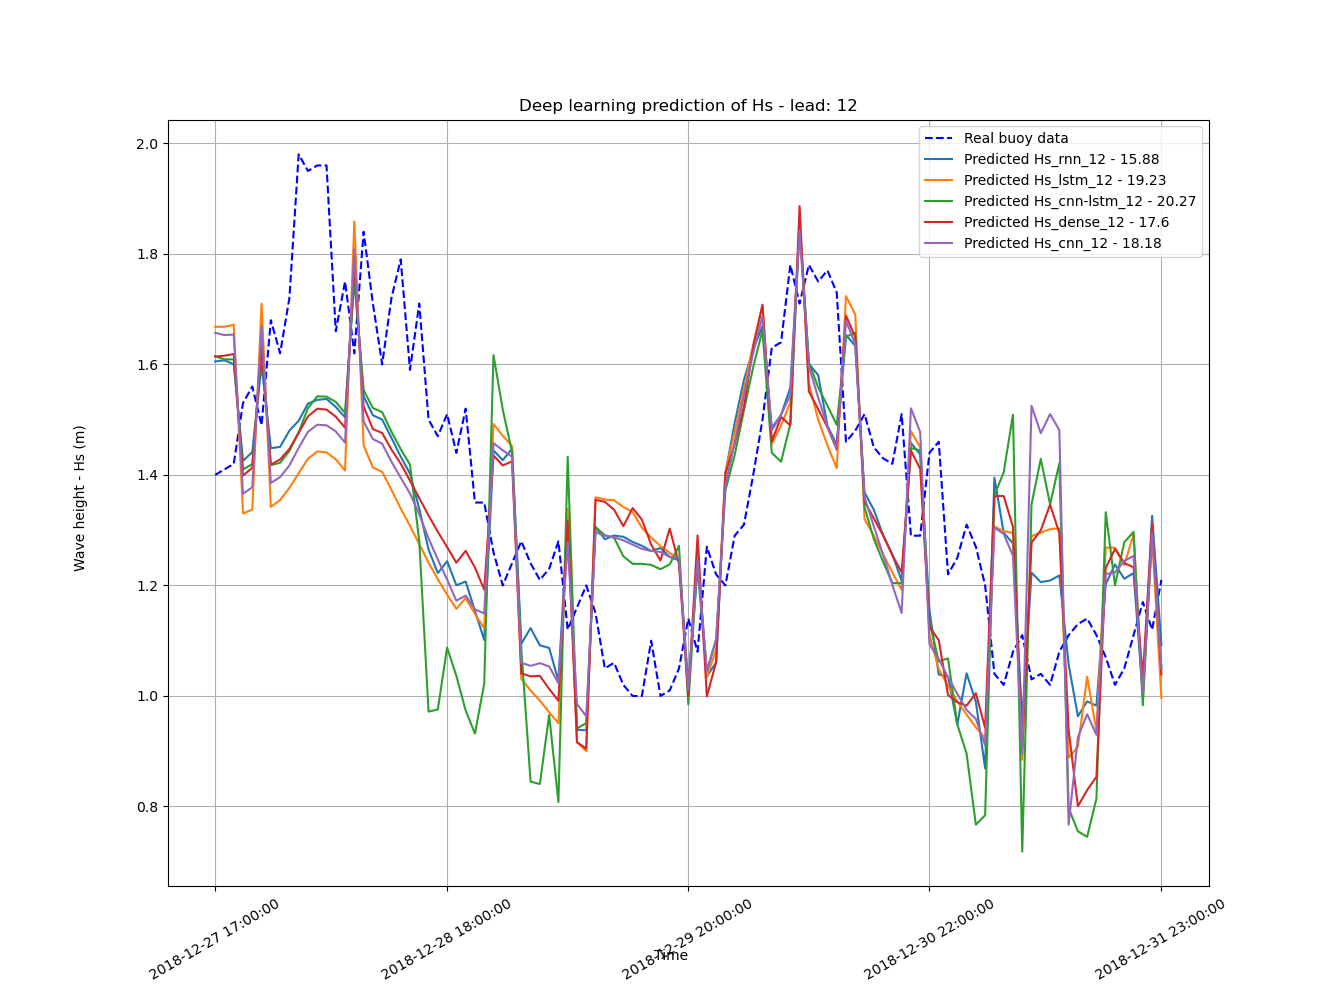 Deep learning prediction of Hs - lead: 12
Real buoy data
Predicted Hs_rnn_12 - 15.88
Predicted Hs_lstm_12 - 19.23
Predicted Hs_cnn-lstm_12 - 20.27
Predicted Hs_dense_12 - 17.6
Predicted Hs_cnn_12 - 18.18
Wave height - Hs (m)
2.0
1.8
1.6
1.4
1.2
1.0
0.8
2018-12-27 17:00:00
2018-12-28 18:00:00
2018-12-29 20:00:00
2018-12-30 22:00:00
2018-12-31 23:00:00
Time